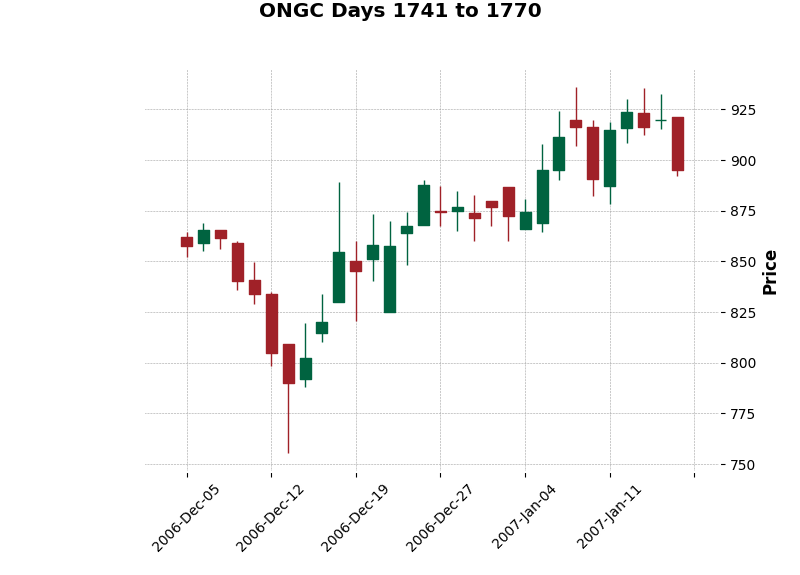 ONGC Days 1741 to 1770
925
900
875
850
825
800
775
750
Price
2006-Dec-05
2006-Dec-12
2006-Dec-19
2006-Dec-27
2007-Jan-04
2007-Jan-11